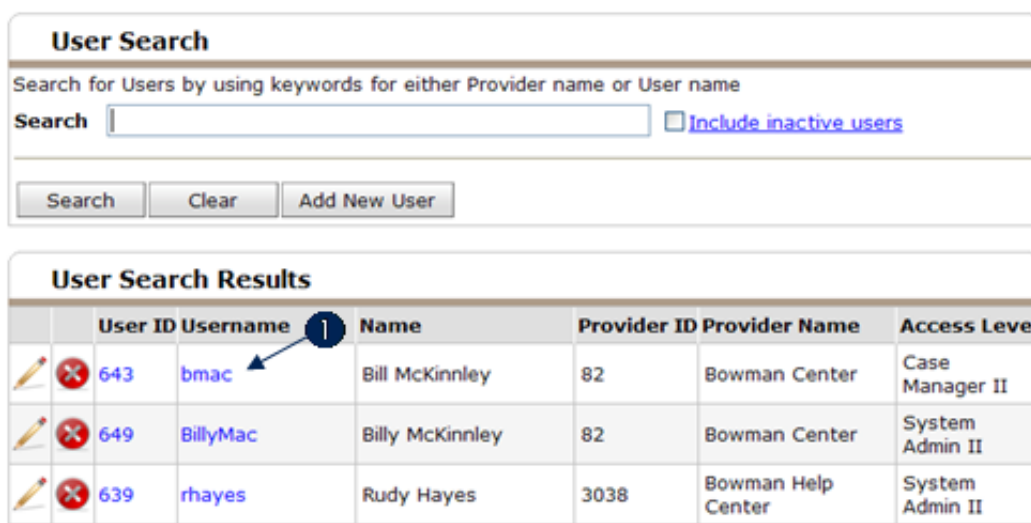 User Search
Search for Users by using keywords for either Provider name or User name
Search Include inactive users
Search Clear Add New User
User Search Results
User ID Username 1 Name Provider ID Provider Name Access Leve
643 bmac Bill McKinnley 82 Bowman Center Case
Manager II
649 BillyMac Billy McKinnley 82 Bowman Center System
Admin II
639 rhayes Rudy Hayes 3038 Bowman Help
Center System
Admin II